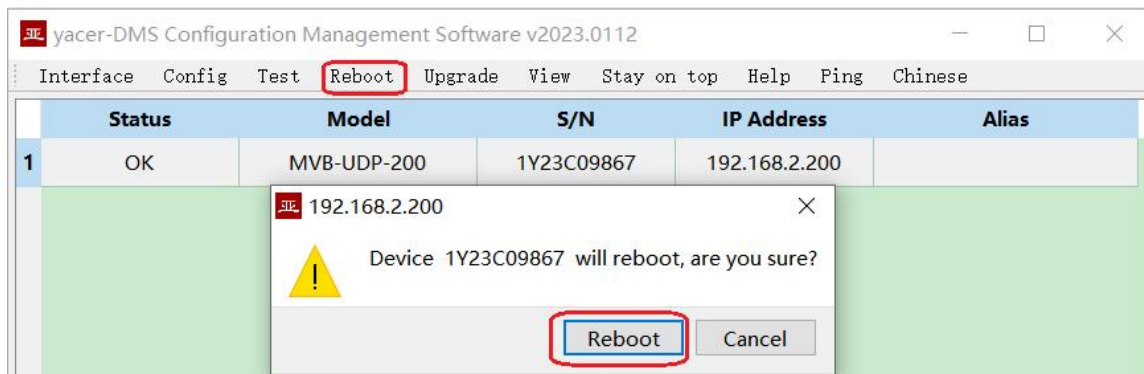 亚 yacer-DMS Configuration Management Software v2023.0112
Interface Config Test Reboot Upgrade View Stay on top Help Ping Chinese
Status Model S/N IP Address Alias
1 OK MVB-UDP-200 1Y23C09867 192.168.2.200
亚 192.168.2.200
Device 1Y23C09867 will reboot, are you sure?
Reboot Cancel